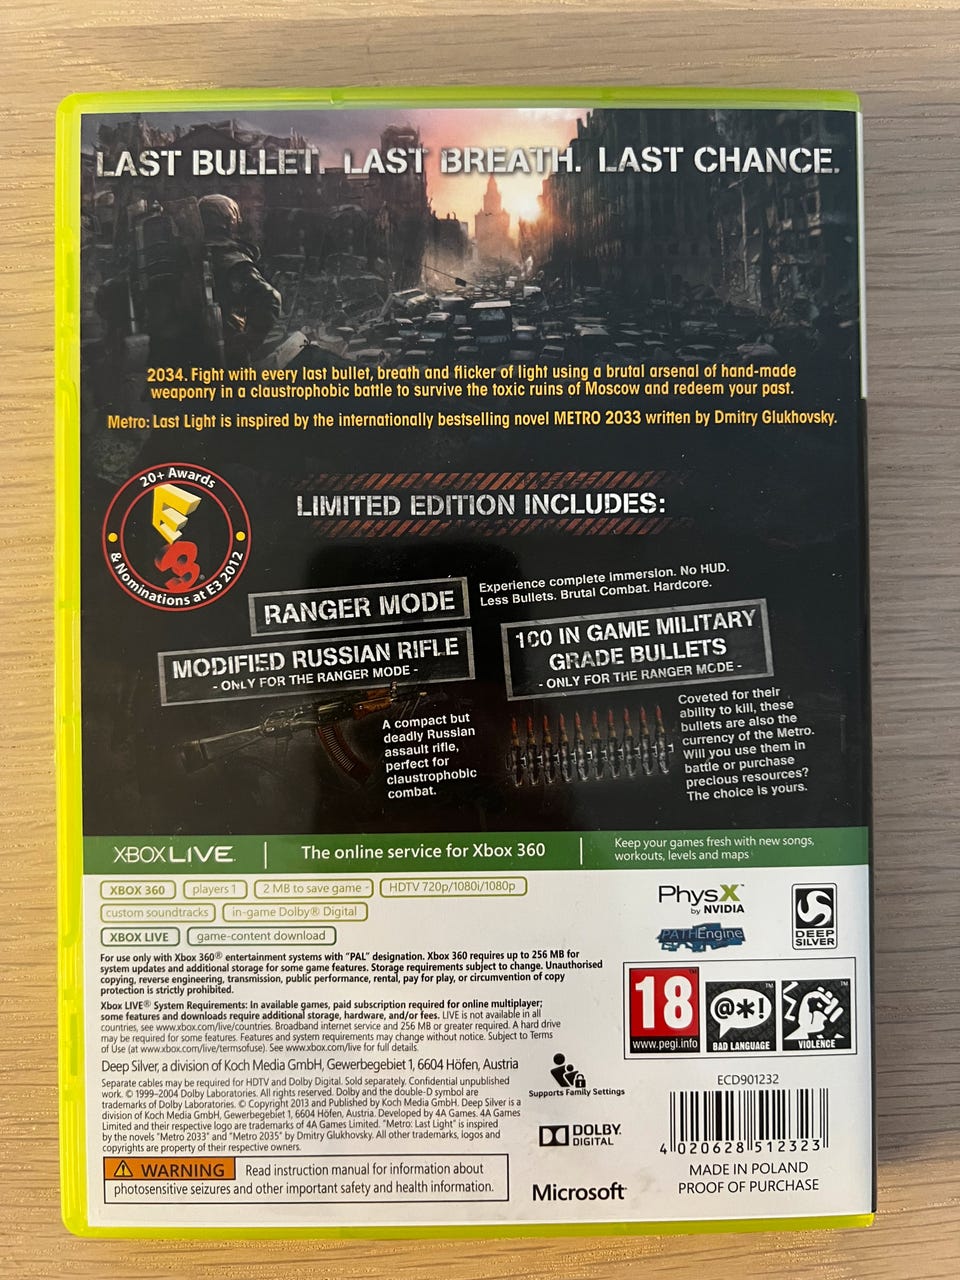 LAST BULLET. LAST BREATH. LAST CHANCE.
2034. Fight with every last bullet, breath and flicker of light using a brutal arsenal of hand-made
weaponry in a claustrophobic battle to survive the toxic ruins of Moscow and redeem your past.
Metro: Last Light is inspired by the internationally bestselling novel METRO 2033 written by Dmitry Glukhovsky.
20+ Awards
E3
& Nominations at E3 2012
LIMITED EDITION INCLUDES:
RANGER MODE
Experience complete immersion. No HUD.
Less Bullets. Brutal Combat. Hardcore.
MODIFIED RUSSIAN RIFLE
- ONLY FOR THE RANGER MODE -
A compact but
deadly Russian
assault rifle,
perfect for
claustrophobic
combat.
100 IN GAME MILITARY
GRADE BULLETS
- ONLY FOR THE RANGER MODE -
Coveted for their
ability to kill, these
bullets are also the
currency of the Metro.
Will you use them in
battle or purchase
precious resources?
The choice is yours.
XBOX LIVE.
The online service for Xbox 360
Keep your games fresh with new songs,
workouts, levels and maps
XBOX 360 players 1 2 MB to save game - HDTV 720p/1080i/1080p
custom soundtracks in-game Dolby® Digital
XBOX LIVE game-content download
For use only with Xbox 360® entertainment systems with "PAL" designation. Xbox 360 requires up to 256 MB for
system updates and additional storage for some game features. Storage requirements subject to change. Unauthorised
copying, reverse engineering, transmission, public performance, rental, pay for play, or circumvention of copy
protection is strictly prohibited.
Xbox LIVE® System Requirements: In available games, paid subscription required for online multiplayer;
some features and downloads require additional storage, hardware, and/or fees. LIVE is not available in all
countries, see www.xbox.com/live/countries. Broadband internet service and 256 MB or greater required. A hard drive
may be required for some features. Features and system requirements may change without notice. Subject to Terms
of Use (at www.xbox.com/live/termsofuse). See www.xbox.com/live for full details.
Deep Silver, a division of Koch Media GmbH, Gewerbegebiet 1, 6604 Höfen, Austria
Separate cables may be required for HDTV and Dolby Digital. Sold separately. Confidential unpublished
work. © 1999–2004 Dolby Laboratories. All rights reserved. Dolby and the double-D symbol are
trademarks of Dolby Laboratories. © Copyright 2013 and Published by Koch Media GmbH. Deep Silver is a
division of Koch Media GmbH, Gewerbegebiet 1, 6604 Höfen, Austria. Developed by 4A Games. 4A Games
Limited and their respective logo are trademarks of 4A Games Limited. "Metro: Last Light" is inspired
by the novels "Metro 2033" and "Metro 2035" by Dmitry Glukhovsky. All other trademarks, logos and
copyrights are property of their respective owners.
WARNING Read instruction manual for information about
photosensitive seizures and other important safety and health information.
PhysX™
by NVIDIA
PATHEngine
DEEP
SILVER
18
www.pegi.info
@*!
BAD LANGUAGE
VIOLENCE
Supports Family Settings
DOLBY
DIGITAL
Microsoft®
ECD901232
4 020628 512323
MADE IN POLAND
PROOF OF PURCHASE